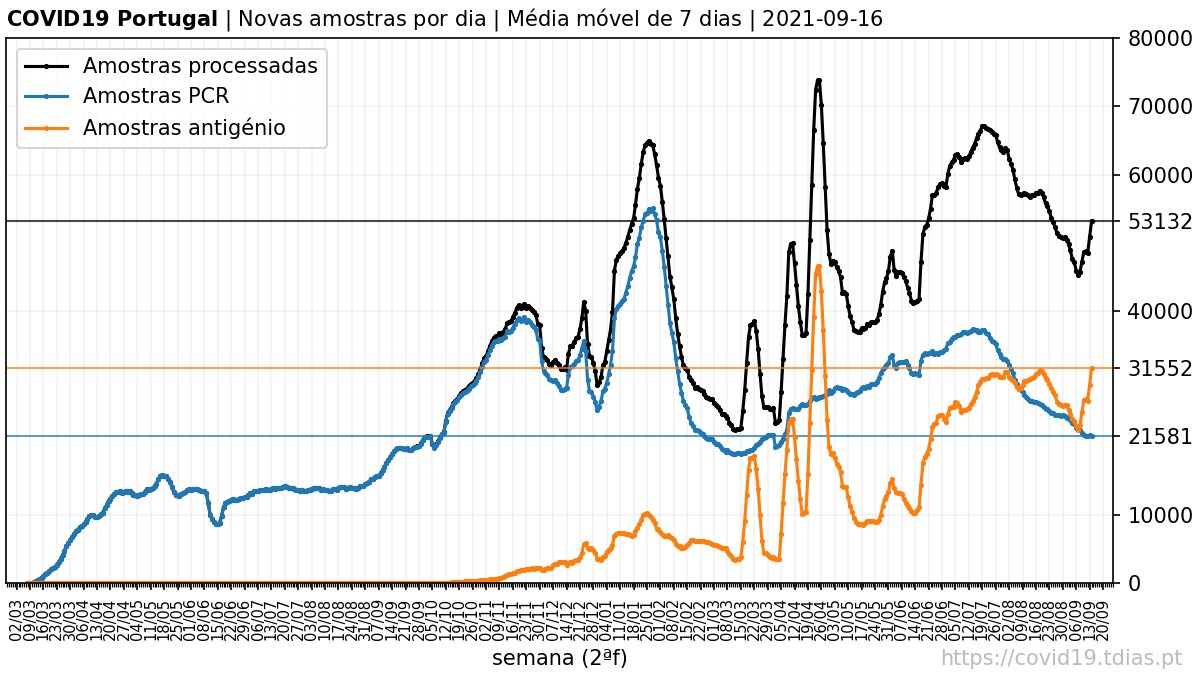 COVID19 Portugal | Novas amostras por dia | Média móvel de 7 dias | 2021-09-16
Amostras processadas
Amostras PCR
Amostras antigénio
80000
70000
60000
53132
40000
31552
21581
10000
0
02/03 09/03 16/03 23/03 30/03 06/04 13/04 20/04 27/04 04/05 11/05 18/05 25/05 01/06 08/06 15/06 22/06 29/06 06/07 13/07 20/07 27/07 03/08 10/08 17/08 24/08 31/08 07/09 14/09 21/09 28/09 05/10 12/10 19/10 26/10 02/11 09/11 16/11 23/11 30/11 07/12 14/12 21/12 28/12 04/01 11/01 18/01 25/01 01/02 08/02 15/02 22/02 01/03 08/03 15/03 22/03 29/03 05/04 12/04 19/04 26/04 03/05 10/05 17/05 24/05 31/05 07/06 14/06 21/06 28/06 05/07 12/07 19/07 26/07 02/08 09/08 16/08 23/08 30/08 06/09 13/09 20/09
semana (2ªf)
https://covid19.tdias.pt